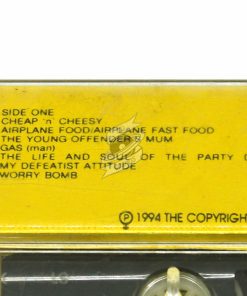 SIDE ONE
CHEAP 'n' CHEESY
AIRPLANE FOOD/AIRPLANE FAST FOOD
THE YOUNG OFFENDER'S MUM
GAS (man)
THE LIFE AND SOUL OF THE PARTY (
MY DEFEATIST ATTITUDE
WORRY BOMB
℗ 1994 THE COPYRIGH